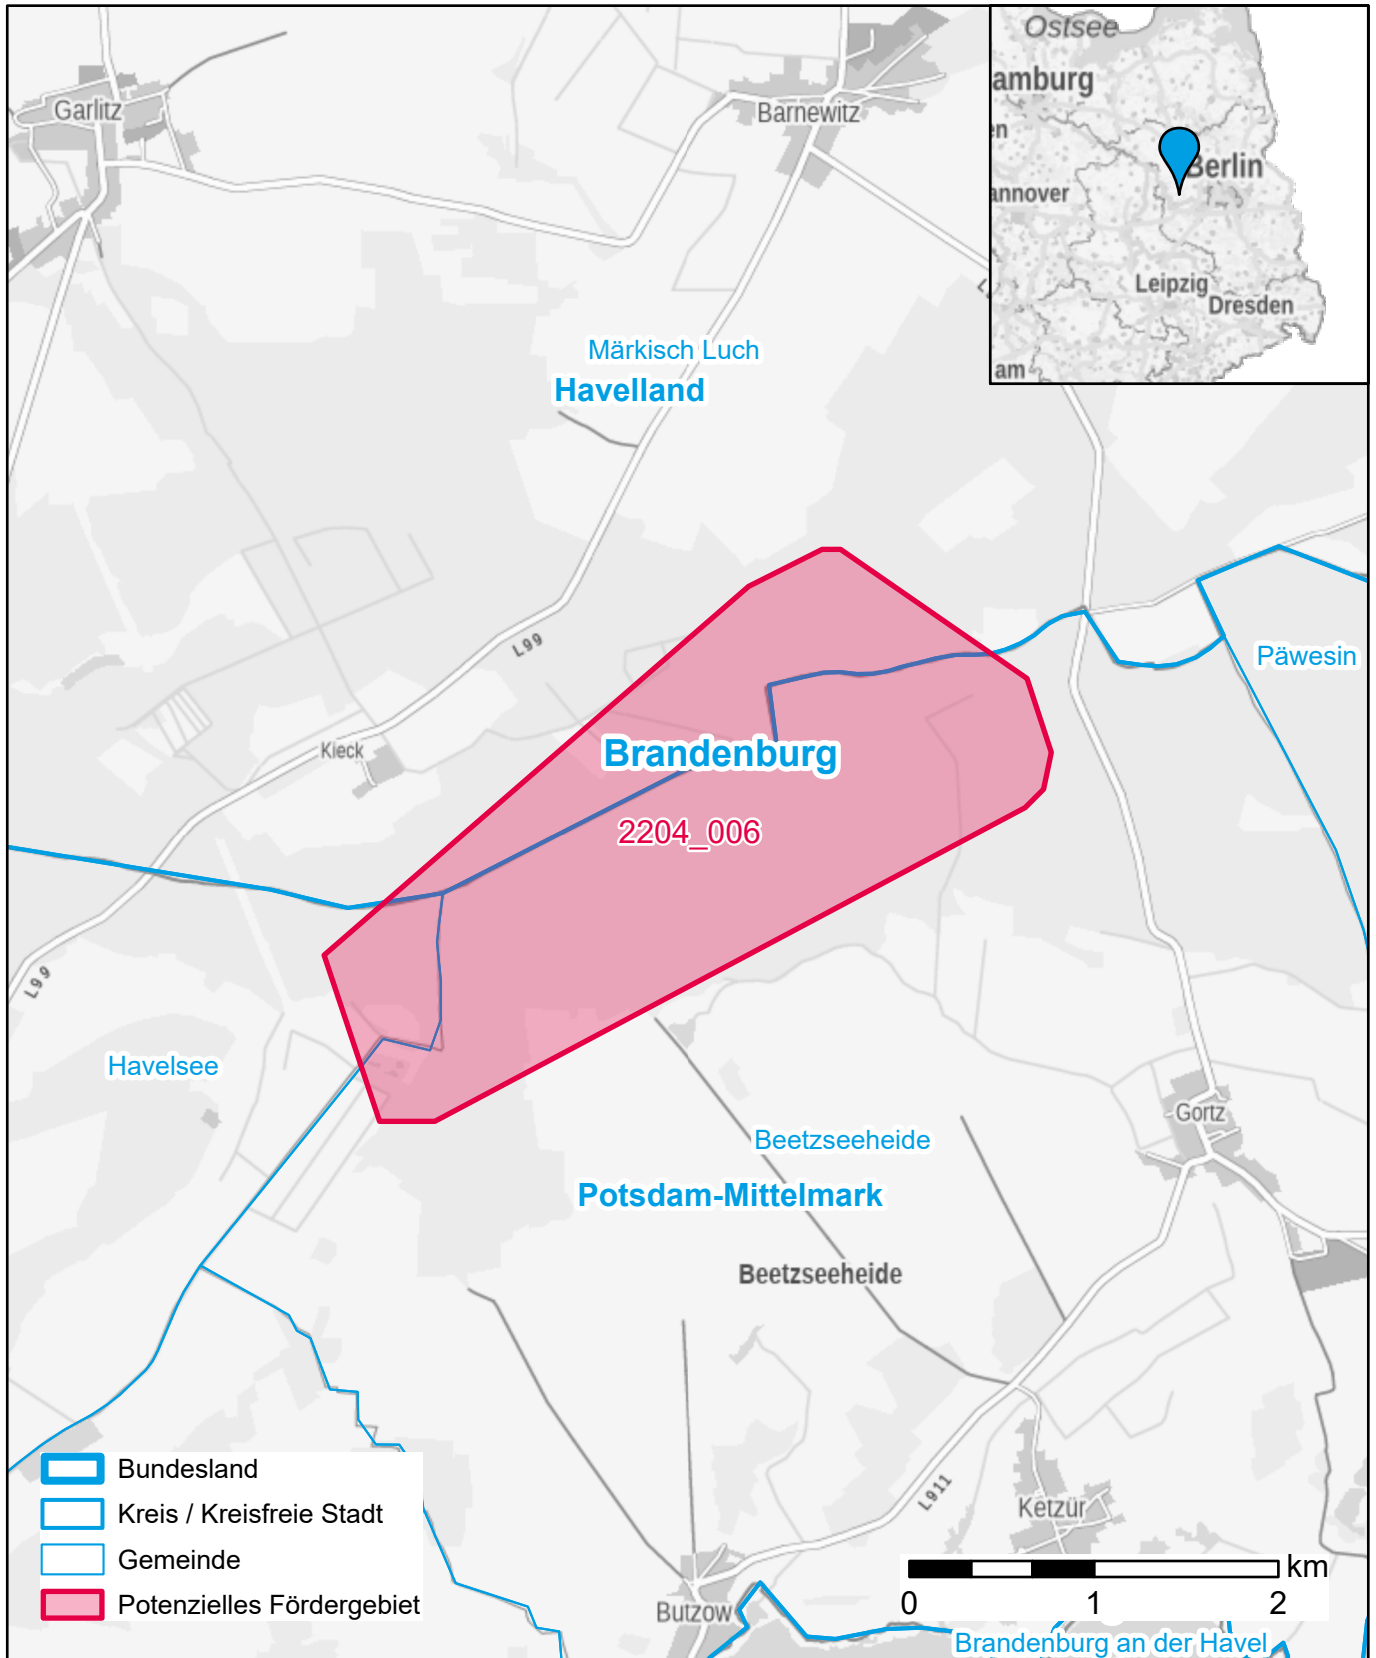 Ostsee
amburg
en
Berlin
annover
Leipzig
Dresden
am
Garlitz
Barnewitz
Märkisch Luch
Havelland
L99
Päwesin
Kieck
Brandenburg
2204_006
L99
Havelsee
Gortz
Beetzseeheide
Potsdam-Mittelmark
Beetzseeheide
L911
Ketzür
Butzow
Brandenburg an der Havel
Bundesland
Kreis / Kreisfreie Stadt
Gemeinde
Potenzielles Fördergebiet
km
0 1 2